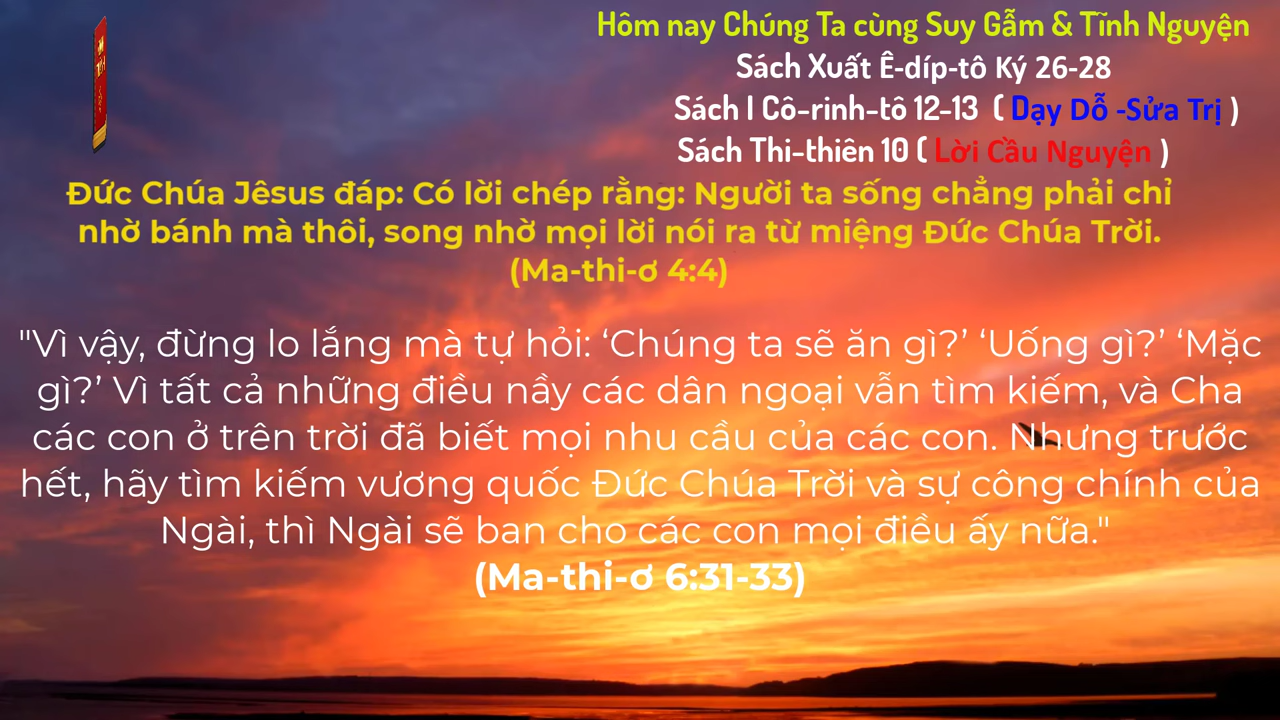 Hôm nay Chúng Ta cùng Suy Gẫm & Tĩnh Nguyện
Sách Xuất Ê-díp-tô Ký 26-28
Sách I Cô-rinh-tô 12-13 ( Dạy Dỗ -Sửa Trị )
Sách Thi-thiên 10 ( Lời Cầu Nguyện )
Đức Chúa Jêsus đáp: Có lời chép rằng: Người ta sống chẳng phải chỉ
nhờ bánh mà thôi, song nhờ mọi lời nói ra từ miệng Đức Chúa Trời.
(Ma-thi-ơ 4:4)
"Vì vậy, đừng lo lắng mà tự hỏi: ‘Chúng ta sẽ ăn gì?’ ‘Uống gì?’ ‘Mặc
gì?’ Vì tất cả những điều nầy các dân ngoại vẫn tìm kiếm, và Cha
các con ở trên trời đã biết mọi nhu cầu của các con. Nhưng trước
hết, hãy tìm kiếm vương quốc Đức Chúa Trời và sự công chính của
Ngài, thì Ngài sẽ ban cho các con mọi điều ấy nữa."
(Ma-thi-ơ 6:31-33)